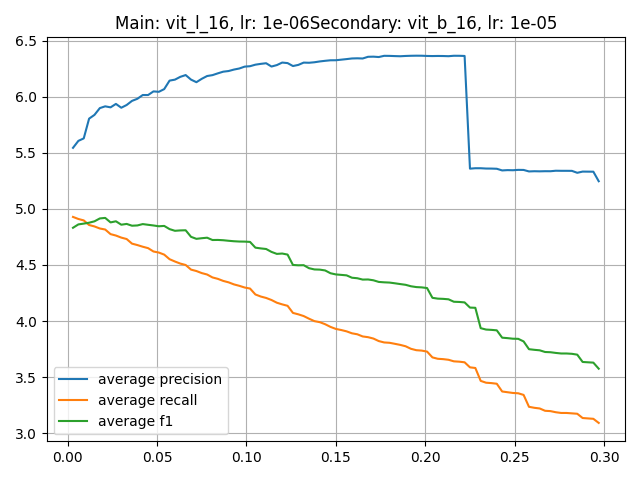 Main: vit_l_16, lr: 1e-06Secondary: vit_b_16, lr: 1e-05
6.5
6.0
5.5
5.0
4.5
4.0
3.5
3.0
average precision
average recall
average f1
0.00 0.05 0.10 0.15 0.20 0.25 0.30